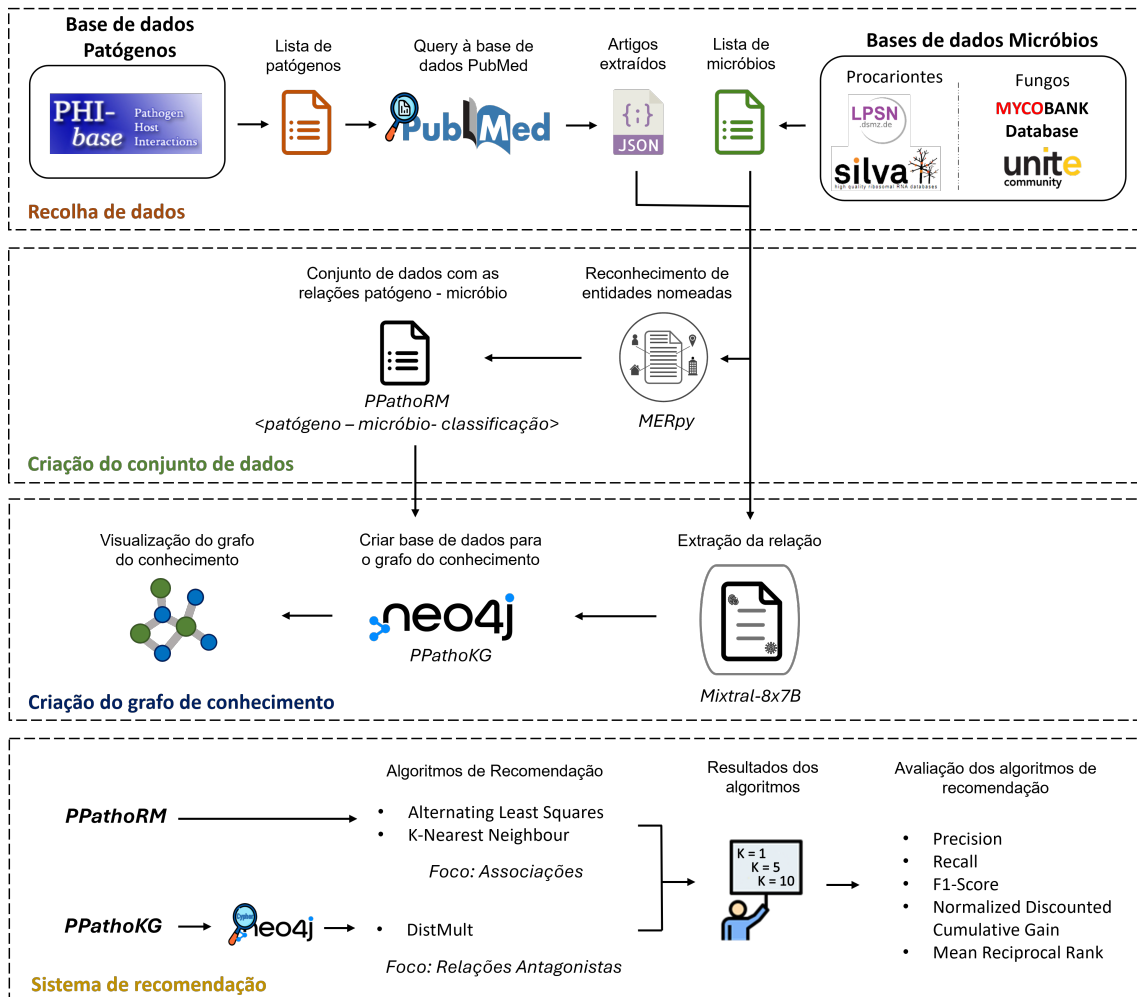 Base de dados
Patógenos
PHI-
base
Pathogen
Host
Interactions
Lista de
patógenos
Query à base de
dados PubMed
PubMed
Artigos
extraídos
{;}
JSON
Lista de
micróbios
Bases de dados Micróbios
Procariontes
LPSN
.dsmz.de
silva
high quality ribosomal RNA databases
Fungos
MYCOBANK
Database
unite
community
Recolha de dados
Conjunto de dados com as
relações patógeno - micróbio
PPathoRM
<patógeno – micróbio- classificação>
Reconhecimento de
entidades nomeadas
MERpy
Criação do conjunto de dados
Visualização do grafo
do conhecimento
Criar base de dados para
o grafo do conhecimento
neo4j
PPathoKG
Extração da relação
Mixtral-8x7B
Criação do grafo de conhecimento
PPathoRM
Algoritmos de Recomendação
• Alternating Least Squares
• K-Nearest Neighbour
Foco: Associações
PPathoKG
Cypher
neo4j
• DistMult
Foco: Relações Antagonistas
Resultados dos
algoritmos
K = 1
K = 5
K = 10
Avaliação dos algoritmos de
recomendação
• Precision
• Recall
• F1-Score
• Normalized Discounted
Cumulative Gain
• Mean Reciprocal Rank
Sistema de recomendação